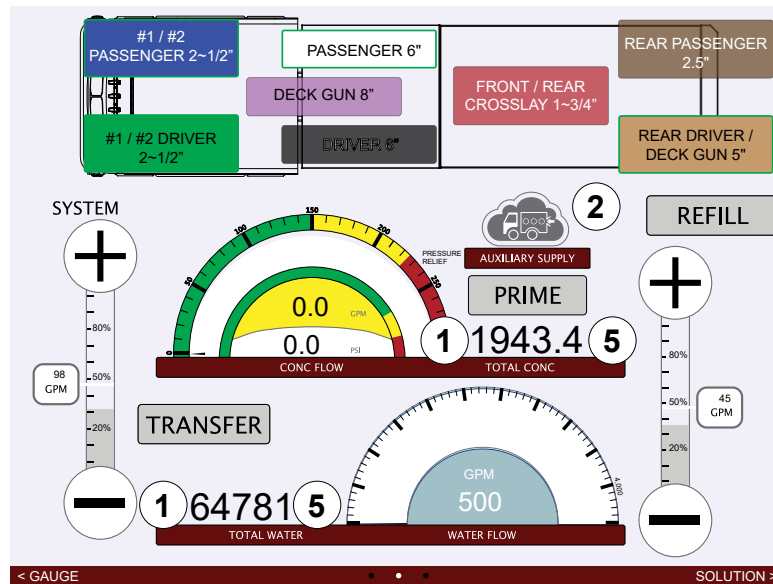 #1 / #2
PASSENGER 2~1/2”
PASSENGER 6"
REAR PASSENGER
2.5"
DECK GUN 8”
FRONT / REAR
CROSSLAY 1~3/4”
#1 / #2 DRIVER
2~1/2”
DRIVER 6"
REAR DRIVER /
DECK GUN 5"
SYSTEM
2
REFILL
150
100
200
PRESSURE
RELIEF
AUXILIARY SUPPLY
50
250
PRIME
0.0
GPM
80%
80%
0.0
PSI
0
1
1943.4
5
CONC FLOW
TOTAL CONC
98
GPM
50%
50%
45
GPM
TRANSFER
20%
20%
GPM
500
4,000
1
64781
5
TOTAL WATER
WATER FLOW
< GAUGE
SOLUTION >